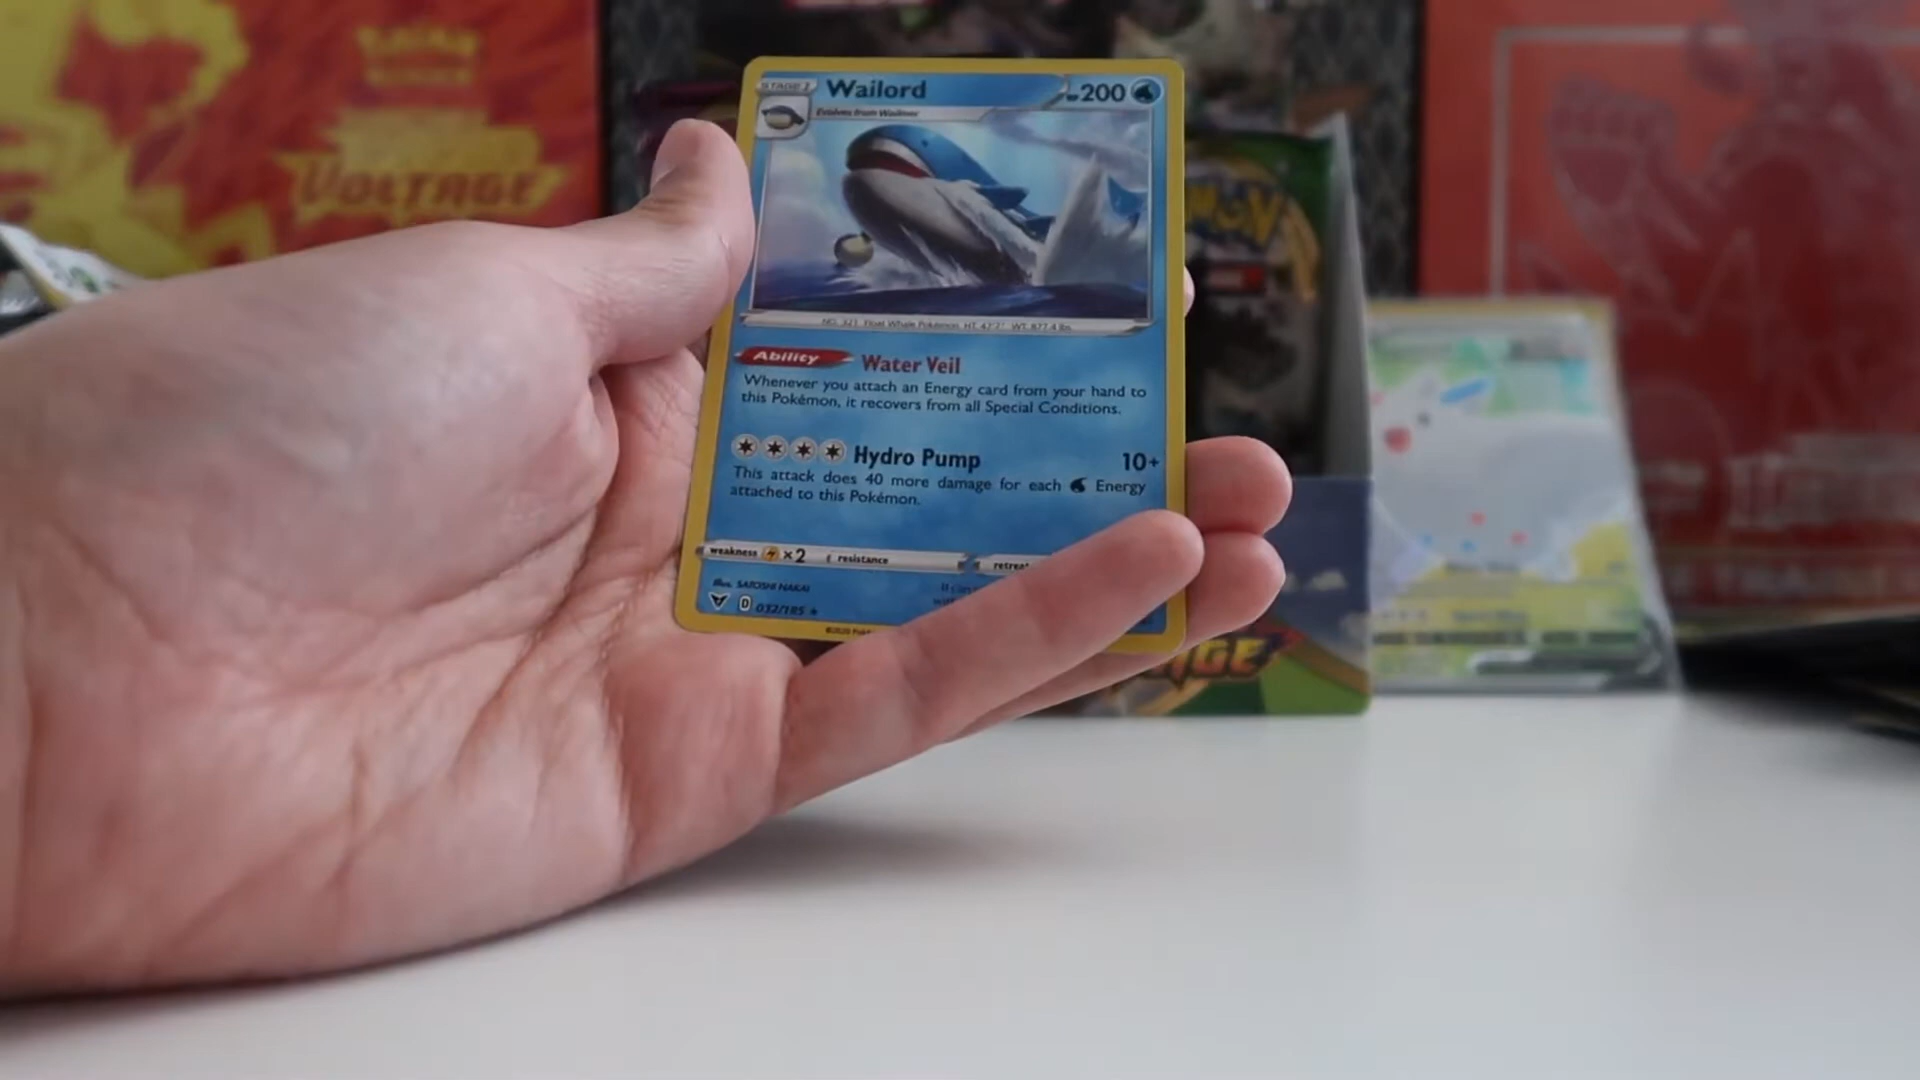 VOLTAGE
STAGE 1
Wailord
200
Evolves from Wailmer
NO. 321 Float Whale Pokémon HT: 47'7" WT: 877.4 lbs.
Ability Water Veil
Whenever you attach an Energy card from your hand to
this Pokémon, it recovers from all Special Conditions.
Hydro Pump 10+
This attack does 40 more damage for each Energy
attached to this Pokémon.
weakness ×2 resistance
Illus. SATOSHI NAKAI
D 032/185
©2020